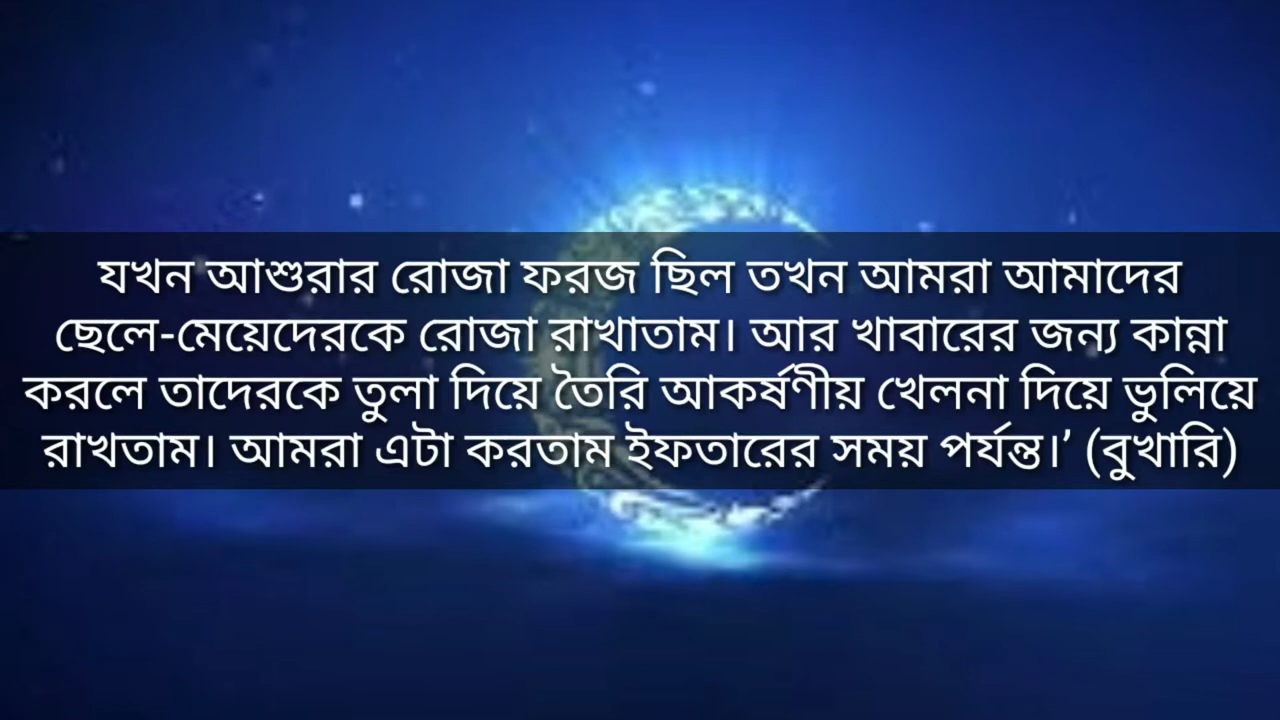 যখন আশুরার রোজা ফরজ ছিল তখন আমরা আমাদের
ছেলে-মেয়েদেরকে রোজা রাখাতাম। আর খাবারের জন্য কান্না
করলে তাদেরকে তুলা দিয়ে তৈরি আকর্ষণীয় খেলনা দিয়ে ভুলিয়ে
রাখতাম। আমরা এটা করতাম ইফতারের সময় পর্যন্ত।’ (বুখারি)